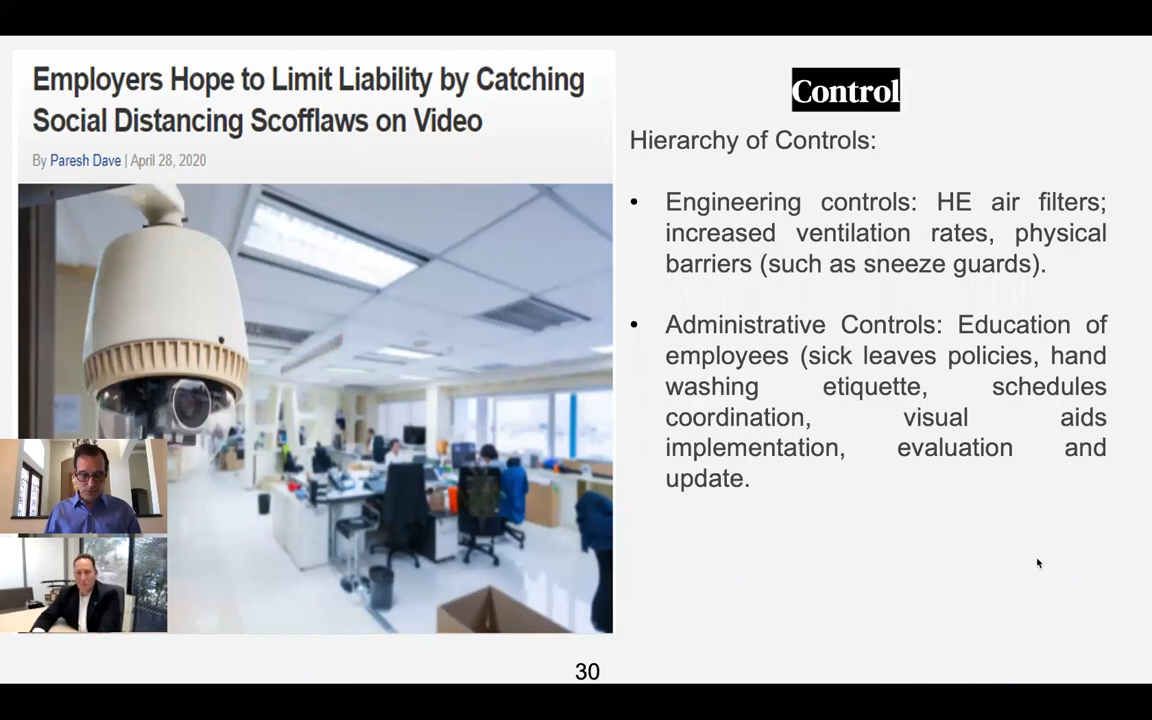 Employers Hope to Limit Liability by Catching
Social Distancing Scofflaws on Video
By Paresh Dave | April 28, 2020
Control
Hierarchy of Controls:
• Engineering controls: HE air filters;
increased ventilation rates, physical
barriers (such as sneeze guards).
• Administrative Controls: Education of
employees (sick leaves policies, hand
washing etiquette, schedules
coordination, visual aids
implementation, evaluation and
update.
30